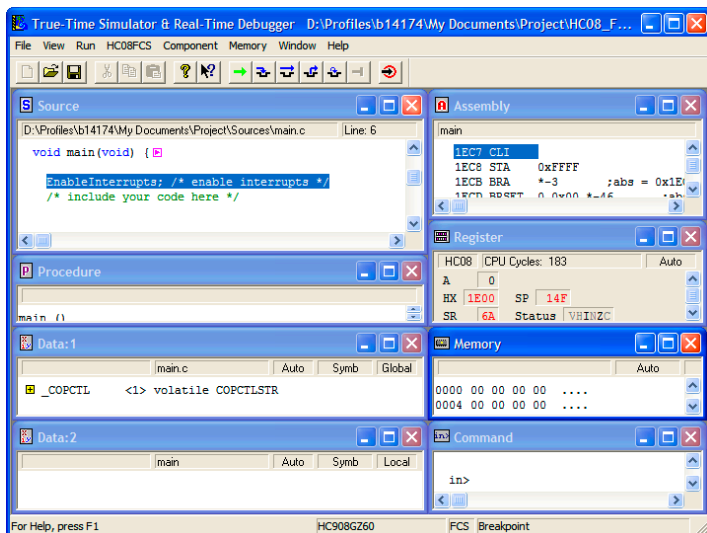 True-Time Simulator & Real-Time Debugger D:\Profiles\b14174\My Documents\Project\HC08_F...
File View Run HC08FCS Component Memory Window Help
Source
D:\Profiles\b14174\My Documents\Project\Sources\main.c Line: 6
void main(void) {
EnableInterrupts; /* enable interrupts */
/* include your code here */
Assembly
main
1EC7 CLI
1EC8 STA 0xFFFF
1ECB BRA *-3 ;abs = 0x1E
1ECD BRSET 0,0x00,*-46
Register
HC08 CPU Cycles: 183 Auto
A 0
HX 1E00 SP 14F
SR 6A Status VHINZC
Procedure
main ()
Data:1
main.c Auto Symb Global
_COPCTL <1> volatile COPCTLSTR
Memory
Auto
0000 00 00 00 00 ....
0004 00 00 00 00 ....
Data:2
main Auto Symb Local
Command
in>
For Help, press F1 HC908GZ60 FCS Breakpoint